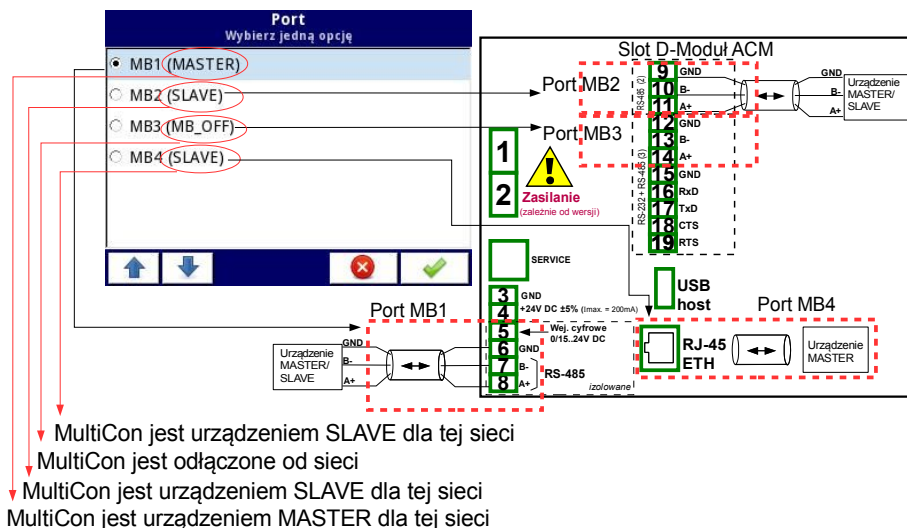 Port
Wybierz jedną opcję
MB1 (MASTER)
MB2 (SLAVE)
MB3 (MB_OFF)
MB4 (SLAVE)
Slot D-Moduł ACM
Port MB2
RS-485 (2)
9 GND
10 B-
11 A+
GND
B-
A+
Urządzenie
MASTER/
SLAVE
Port MB3
RS-232 + RS-485 (3)
12 GND
13 B-
14 A+
15 GND
16 RxD
17 TxD
18 CTS
19 RTS
1
2
Zasilanie
(zależnie od wersji)
SERVICE
USB
host
3 GND
4 +24V DC ±5% (Imax. = 200mA)
5 Wej. cyfrowe
0/15..24V DC
6 GND
7 B-
8 A+
RS-485
izolowane
Port MB1
Urządzenie
MASTER/
SLAVE
GND
B-
A+
Port MB4
RJ-45
ETH
Urządzenie
MASTER
MultiCon jest urządzeniem SLAVE dla tej sieci
MultiCon jest odłączone od sieci
MultiCon jest urządzeniem SLAVE dla tej sieci
MultiCon jest urządzeniem MASTER dla tej sieci